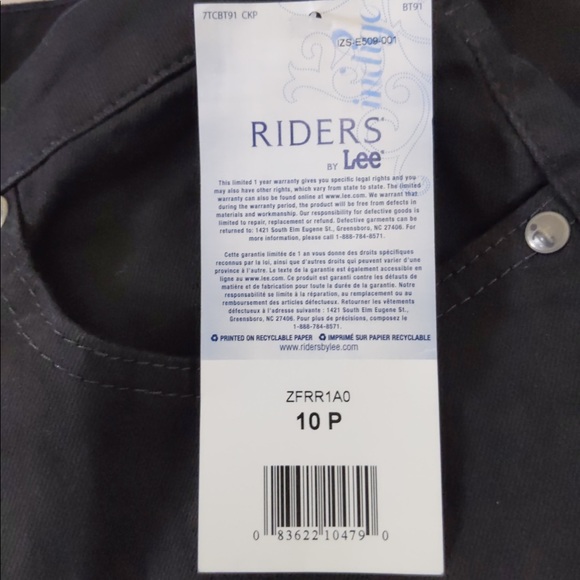 7TCBT91 CKP BT91
IZS-E509-001
indigo
RIDERS
BY Lee
This limited 1 year warranty gives you specific legal rights and you
may also have other rights, which vary from state to state. The limited
warranty can also be found online at www.lee.com. We warrant that
during the warranty period, the product will be free from defects in
materials and workmanship. Our responsibility for defective goods is
limited to repair, replacement or refund. Defective garments can be
returned to: 1421 South Elm Eugene St., Greensboro, NC 27406. For
more information, please call 1-888-784-8571.
Cette garantie limitée de 1 an vous donne des droits spécifiques
reconnus par la loi, ainsi que d'autres droits qui peuvent varier d'une
province à l'autre. Le texte de la garantie est également accessible en
ligne au www.lee.com. Ce produit est garanti contre les défauts de
matière et de fabrication pour toute la durée de la garantie. Notre
responsabilité se limite à la réparation, au remplacement ou au
remboursement des articles défectueux. Retourner les vêtements
défectueux à l'adresse suivante : 1421 South Elm Eugene St.,
Greensboro, NC 27406. Pour plus de précisions, composez le
1-888-784-8571.
PRINTED ON RECYCLABLE PAPER IMPRIMÉ SUR PAPIER RECYCLABLE
www.ridersbylee.com
ZFRR1A0
10 P
0 83622 10479 0